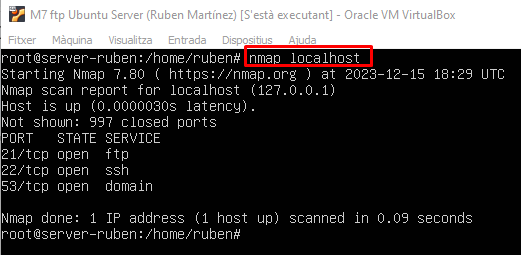 M7 ftp Ubuntu Server (Ruben Martínez) [S'està executant] - Oracle VM VirtualBox
Fitxer Màquina Visualitza Entrada Dispositius Ajuda
root@server-ruben:/home/ruben# nmap localhost
Starting Nmap 7.80 ( https://nmap.org ) at 2023-12-15 18:29 UTC
Nmap scan report for localhost (127.0.0.1)
Host is up (0.0000030s latency).
Not shown: 997 closed ports
PORT   STATE SERVICE
21/tcp open  ftp
22/tcp open  ssh
53/tcp open  domain
Nmap done: 1 IP address (1 host up) scanned in 0.09 seconds
root@server-ruben:/home/ruben#